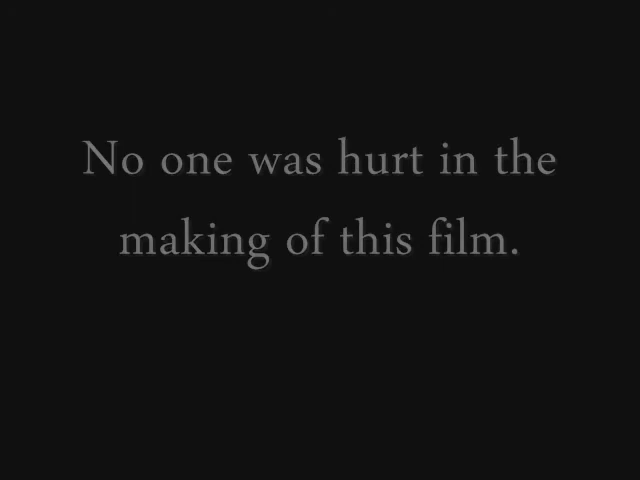 No one was hurt in the
making of this film.